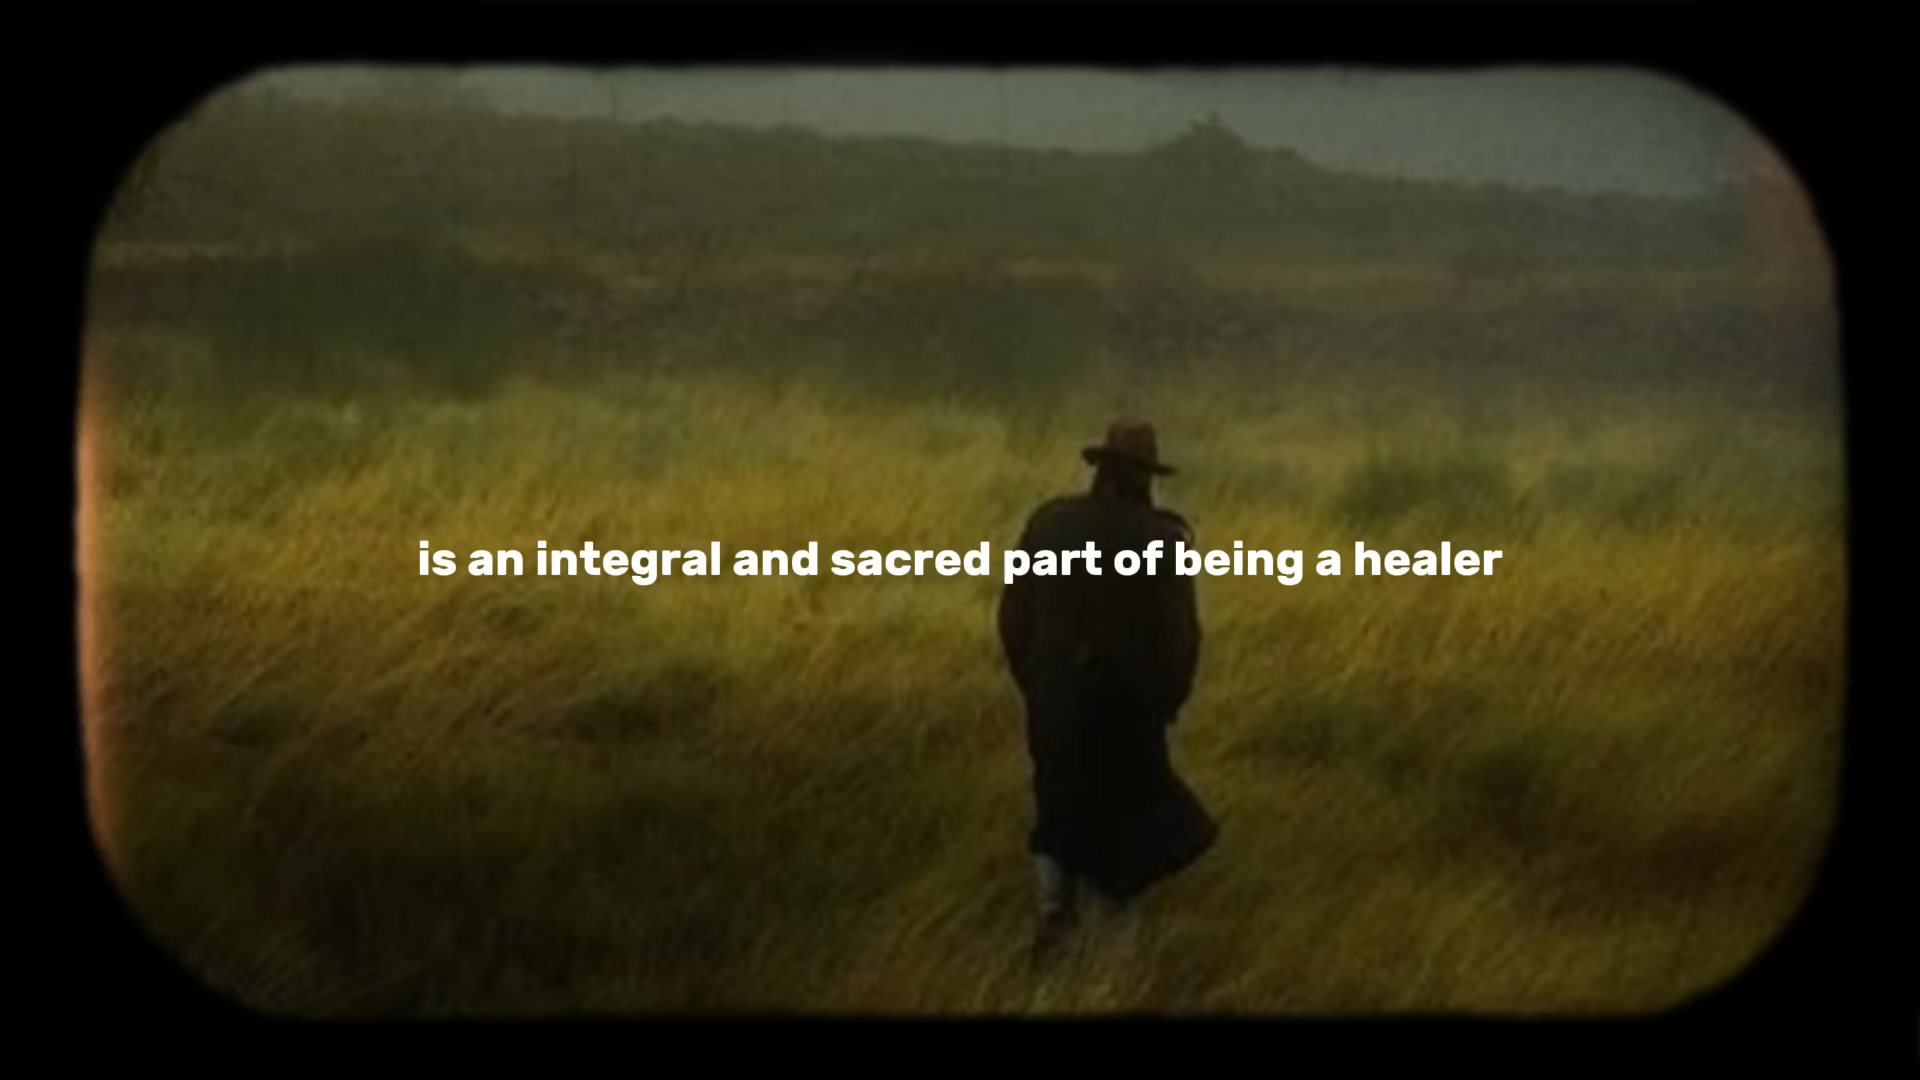 is an integral and sacred part of being a healer